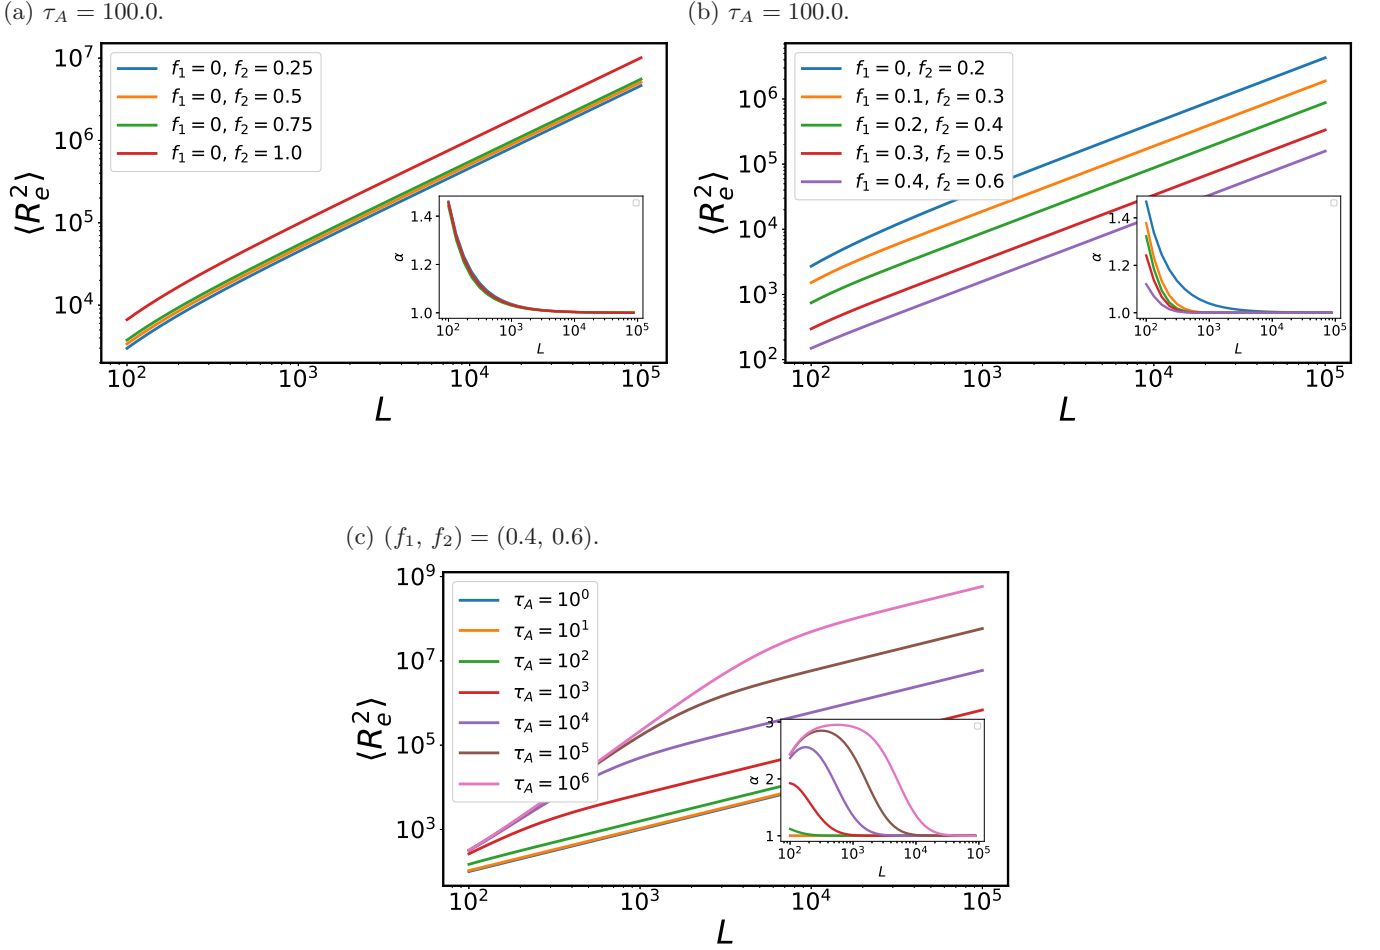 (a) τ_A = 100.0.
10^7
10^6
10^5
10^4
⟨R_e^2⟩
f_1 = 0, f_2 = 0.25
f_1 = 0, f_2 = 0.5
f_1 = 0, f_2 = 0.75
f_1 = 0, f_2 = 1.0
1.4
1.2
1.0
α
10^2 10^3 10^4 10^5
L
10^2 10^3 10^4 10^5
L
(b) τ_A = 100.0.
10^6
10^5
10^4
10^3
10^2
⟨R_e^2⟩
f_1 = 0, f_2 = 0.2
f_1 = 0.1, f_2 = 0.3
f_1 = 0.2, f_2 = 0.4
f_1 = 0.3, f_2 = 0.5
f_1 = 0.4, f_2 = 0.6
1.4
1.2
1.0
α
10^2 10^3 10^4 10^5
L
10^2 10^3 10^4 10^5
L
(c) (f_1, f_2) = (0.4, 0.6).
10^9
10^7
10^5
10^3
⟨R_e^2⟩
τ_A = 10^0
τ_A = 10^1
τ_A = 10^2
τ_A = 10^3
τ_A = 10^4
τ_A = 10^5
τ_A = 10^6
3
2
1
α
10^2 10^3 10^4 10^5
L
10^2 10^3 10^4 10^5
L